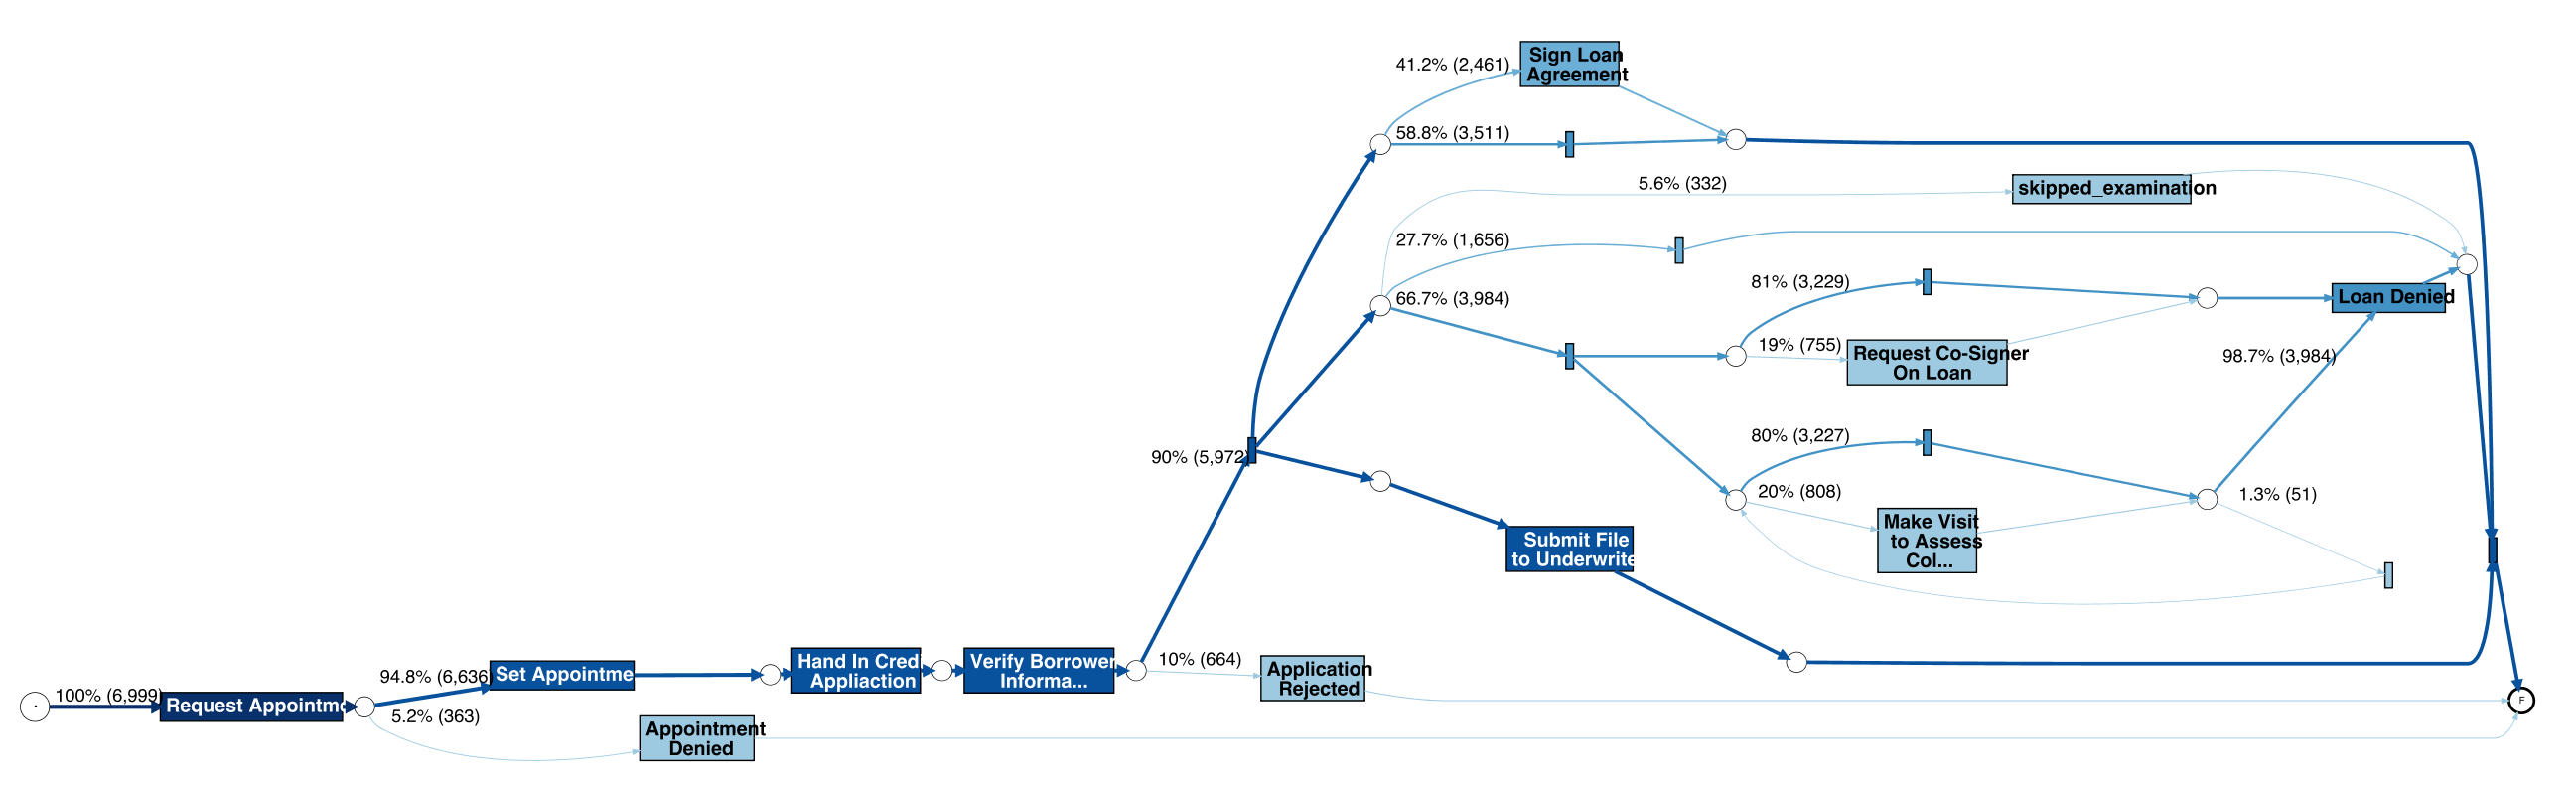 41.2% (2,461)
Sign Loan
Agreement
58.8% (3,511)
5.6% (332)
skipped_examination
27.7% (1,656)
66.7% (3,984)
81% (3,229)
Loan Denied
19% (755)
Request Co-Signer
On Loan
98.7% (3,984)
90% (5,972)
80% (3,227)
20% (808)
1.3% (51)
Make Visit
to Assess
Col...
Submit File
to Underwrite
94.8% (6,636)
Set Appointme
Hand In Credi
Appliaction
Verify Borrower
Informa...
10% (664)
Application
Rejected
100% (6,999)
Request Appointme
5.2% (363)
Appointment
Denied
F